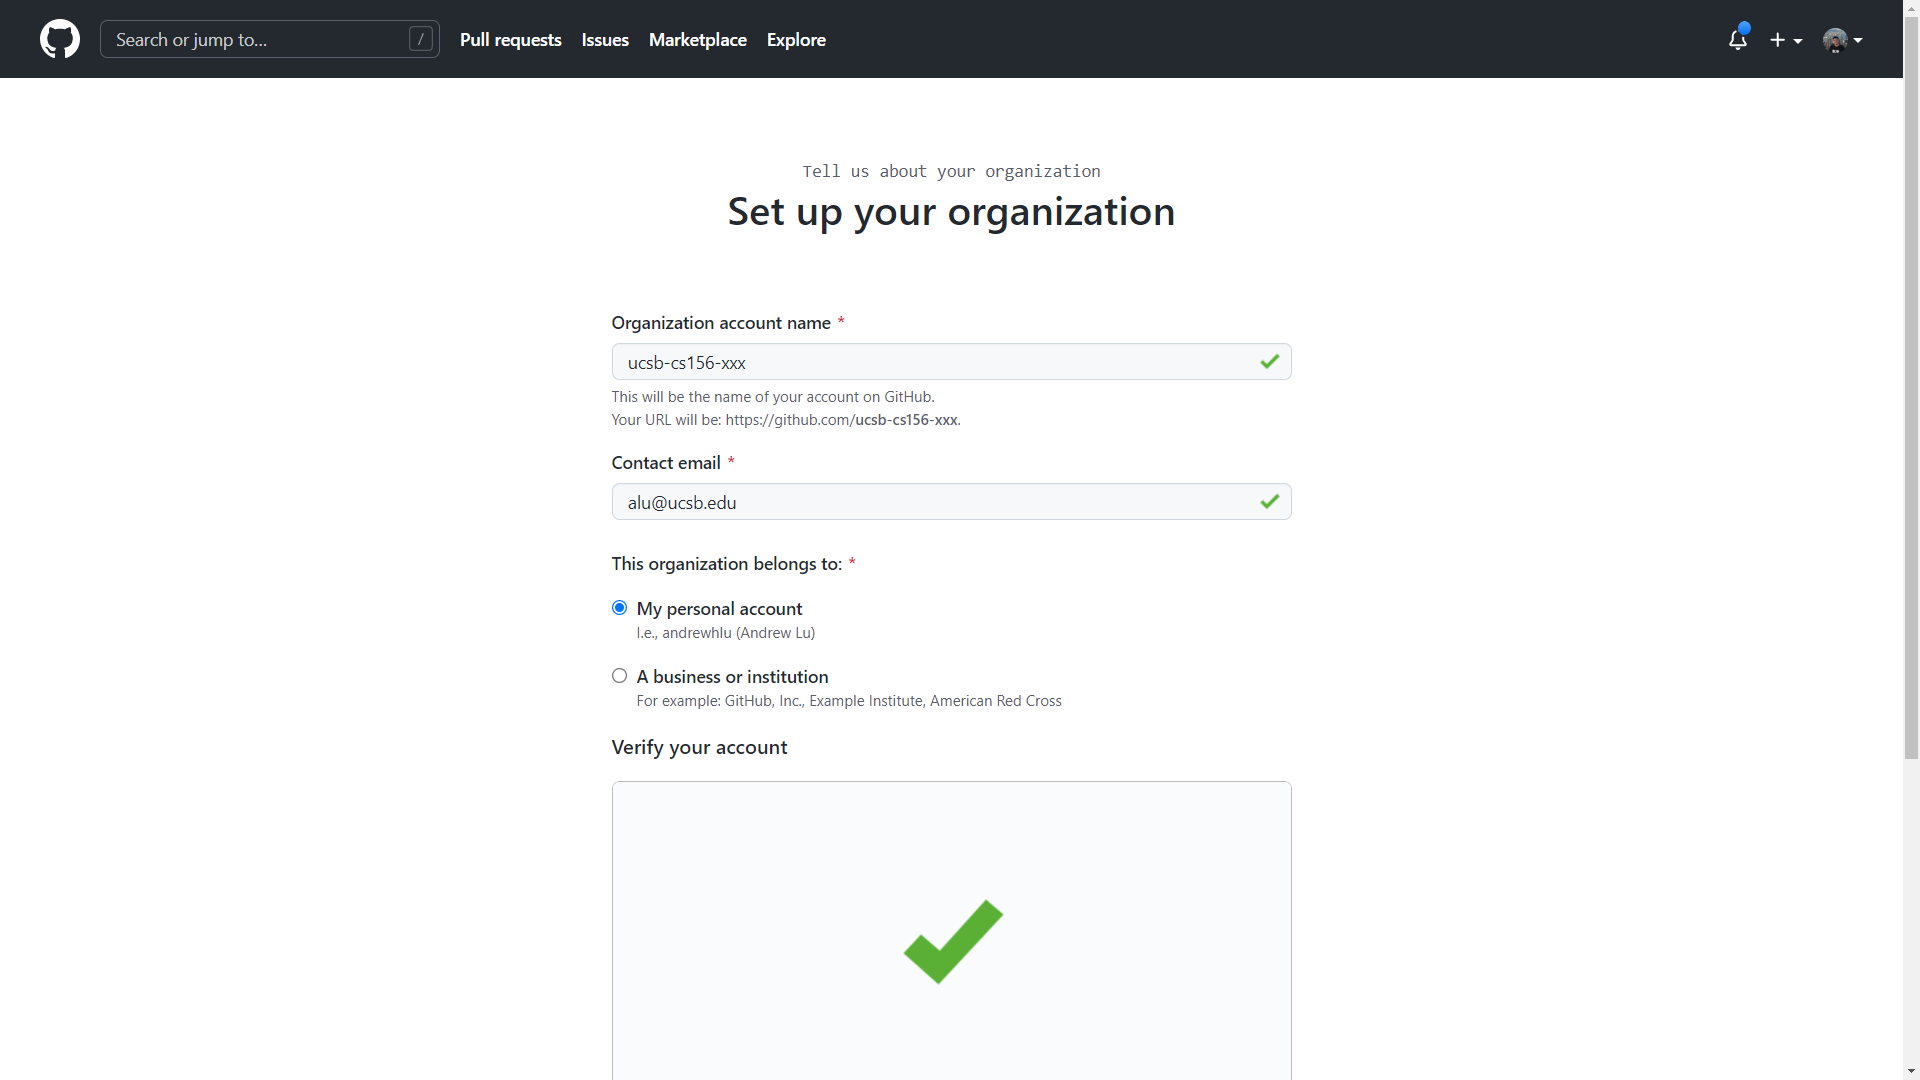 Search or jump to... /
Pull requests Issues Marketplace Explore
Tell us about your organization
Set up your organization
Organization account name *
ucsb-cs156-xxx
This will be the name of your account on GitHub.
Your URL will be: https://github.com/ucsb-cs156-xxx.
Contact email *
alu@ucsb.edu
This organization belongs to: *
My personal account
I.e., andrewhlu (Andrew Lu)
A business or institution
For example: GitHub, Inc., Example Institute, American Red Cross
Verify your account